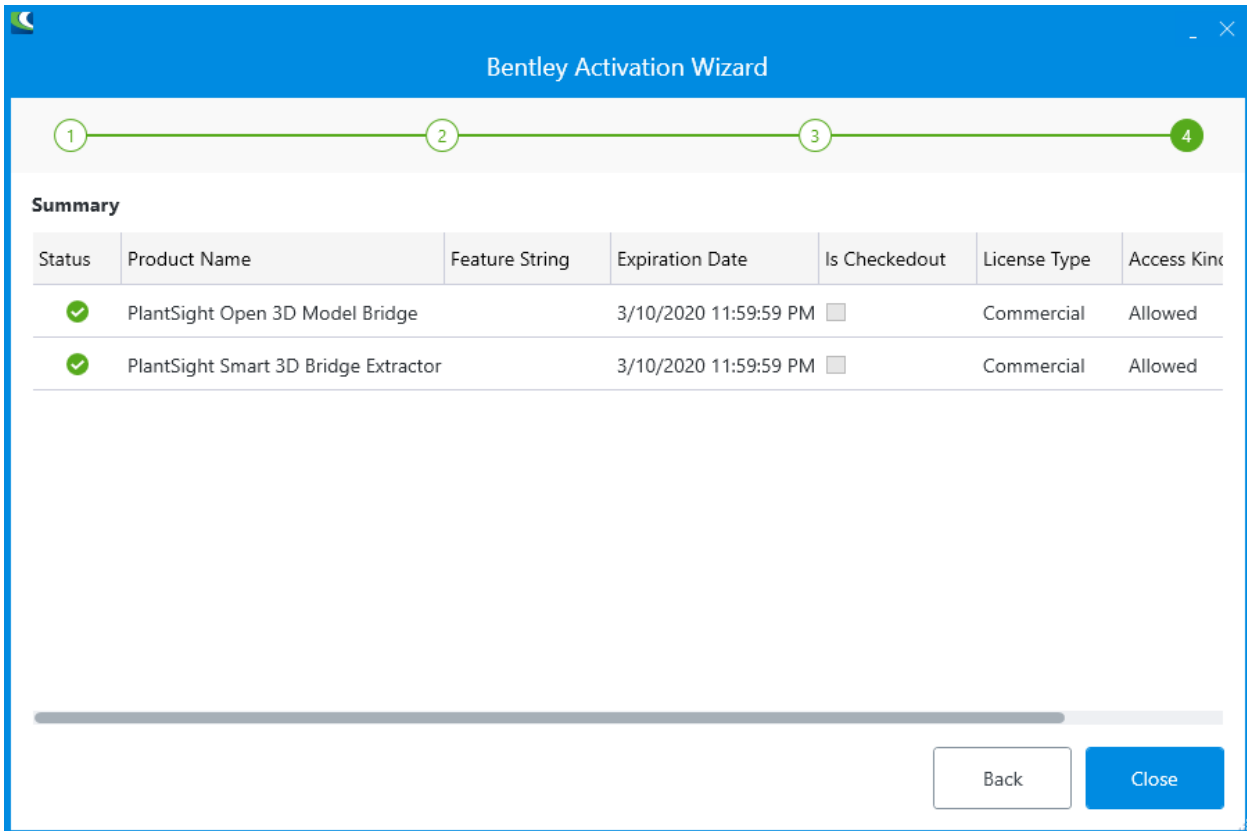 Bentley Activation Wizard
1 2 3 4
Summary
Status Product Name Feature String Expiration Date Is Checkedout License Type Access Kind
PlantSight Open 3D Model Bridge 3/10/2020 11:59:59 PM Commercial Allowed
PlantSight Smart 3D Bridge Extractor 3/10/2020 11:59:59 PM Commercial Allowed
Back Close